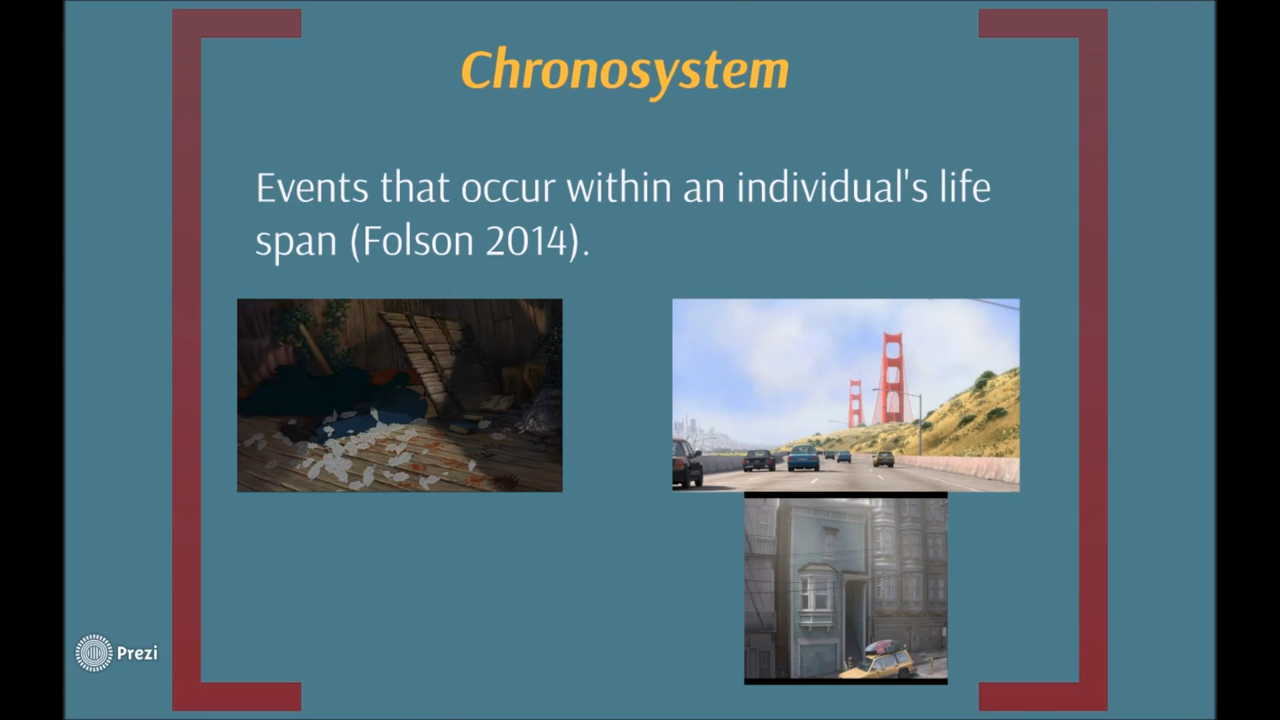 Chronosystem
Events that occur within an individual's life
span (Folson 2014).
Prezi